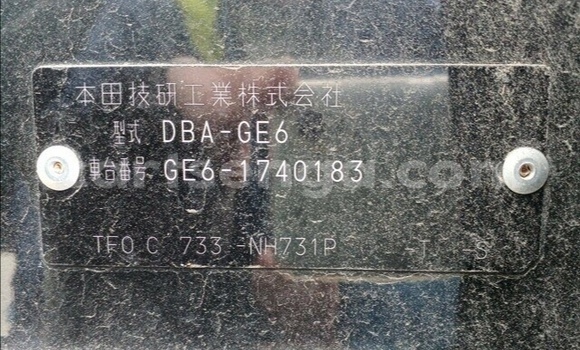 本田技研工業株式会社
型式 DBA-GE6
車台番号 GE6-1740183
TFO C 733 -NH731P -T -S